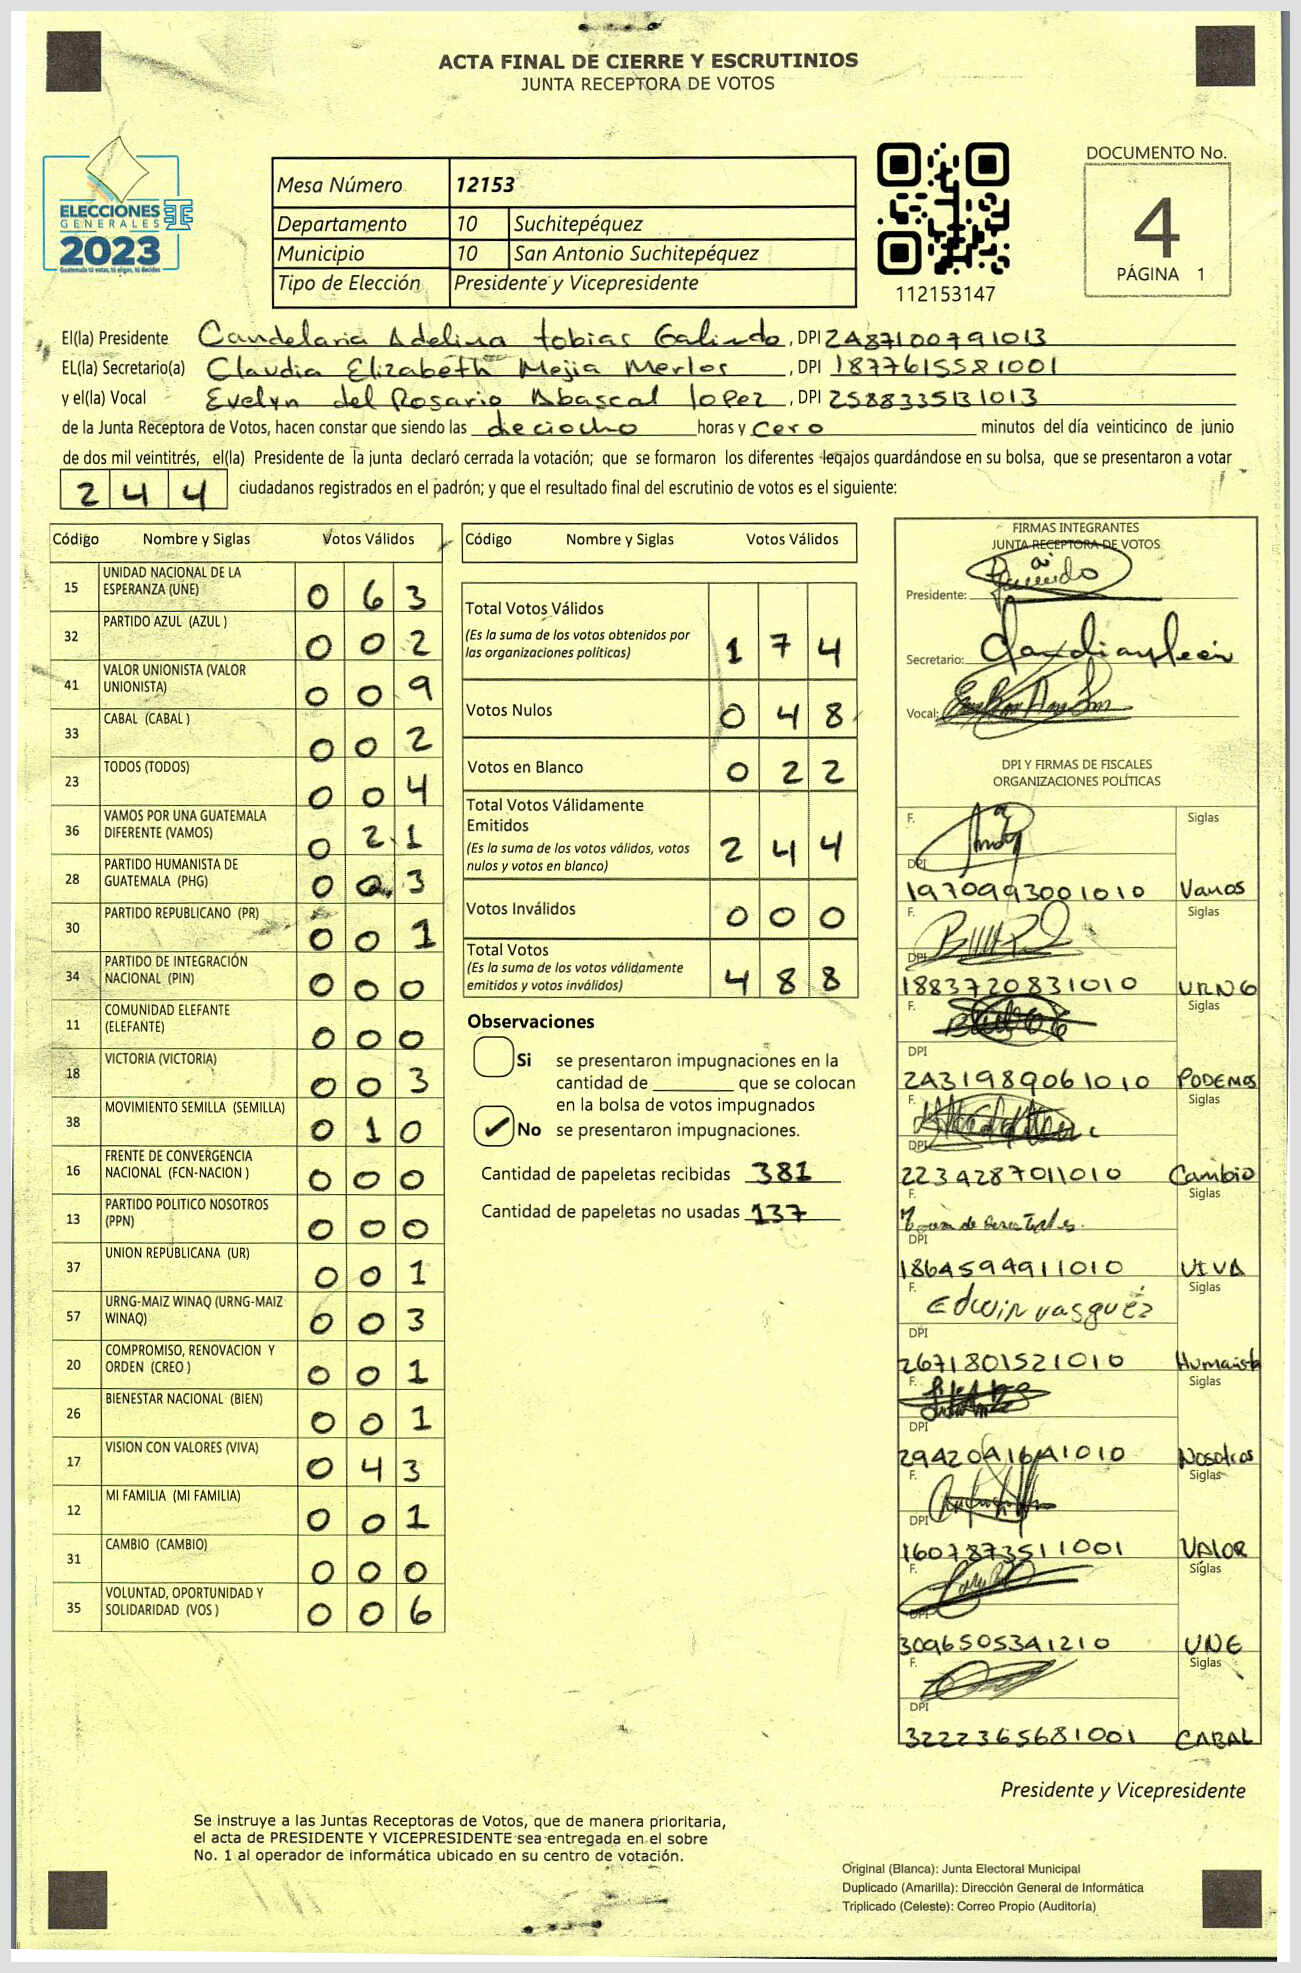 ACTA FINAL DE CIERRE Y ESCRUTINIOS
JUNTA RECEPTORA DE VOTOS
ELECCIONES
GENERALES
2023
Guatemala tú votas, tú eliges, tú decides
Mesa Número 12153
Departamento 10 Suchitepéquez
Municipio 10 San Antonio Suchitepéquez
Tipo de Elección Presidente y Vicepresidente
112153147
DOCUMENTO No.
4
PÁGINA 1
El(la) Presidente Candelaria Adelina tobias Galindo, DPI 2487100791013
EL(la) Secretario(a) Claudia Elizabeth Mejia Merlos, DPI 1877615581001
y el(la) Vocal Evelyn del Rosario Abascal lopez, DPI 2588335131013
de la Junta Receptora de Votos, hacen constar que siendo las deciocho horas y cero minutos del día veinticinco de junio
de dos mil veintitrés, el(la) Presidente de la junta declaró cerrada la votación; que se formaron los diferentes legajos guardándose en su bolsa, que se presentaron a votar
244 ciudadanos registrados en el padrón; y que el resultado final del escrutinio de votos es el siguiente:
Código Nombre y Siglas Votos Válidos
15 UNIDAD NACIONAL DE LA ESPERANZA (UNE) 0 6 3
32 PARTIDO AZUL (AZUL ) 0 0 2
41 VALOR UNIONISTA (VALOR UNIONISTA) 0 0 9
33 CABAL (CABAL ) 0 0 2
23 TODOS (TODOS) 0 0 4
36 VAMOS POR UNA GUATEMALA DIFERENTE (VAMOS) 0 2 1
28 PARTIDO HUMANISTA DE GUATEMALA (PHG) 0 0 3
30 PARTIDO REPUBLICANO (PR) 0 0 1
34 PARTIDO DE INTEGRACIÓN NACIONAL (PIN) 0 0 0
11 COMUNIDAD ELEFANTE (ELEFANTE) 0 0 0
18 VICTORIA (VICTORIA) 0 0 3
38 MOVIMIENTO SEMILLA (SEMILLA) 0 1 0
16 FRENTE DE CONVERGENCIA NACIONAL (FCN-NACION ) 0 0 0
13 PARTIDO POLITICO NOSOTROS (PPN) 0 0 0
37 UNION REPUBLICANA (UR) 0 0 1
57 URNG-MAIZ WINAQ (URNG-MAIZ WINAQ) 0 0 3
20 COMPROMISO, RENOVACION Y ORDEN (CREO ) 0 0 1
26 BIENESTAR NACIONAL (BIEN) 0 0 1
17 VISION CON VALORES (VIVA) 0 4 3
12 MI FAMILIA (MI FAMILIA) 0 0 1
31 CAMBIO (CAMBIO) 0 0 0
35 VOLUNTAD, OPORTUNIDAD Y SOLIDARIDAD (VOS ) 0 0 6
Código Nombre y Siglas Votos Válidos
Total Votos Válidos
(Es la suma de los votos obtenidos por
las organizaciones políticas) 1 7 4
Votos Nulos 0 4 8
Votos en Blanco 0 2 2
Total Votos Válidamente
Emitidos
(Es la suma de los votos válidos, votos
nulos y votos en blanco) 2 4 4
Votos Inválidos 0 0 0
Total Votos
(Es la suma de los votos válidamente
emitidos y votos inválidos) 4 8 8
Observaciones
Si se presentaron impugnaciones en la
cantidad de ________ que se colocan
en la bolsa de votos impugnados
No se presentaron impugnaciones.
Cantidad de papeletas recibidas 381
Cantidad de papeletas no usadas 137
FIRMAS INTEGRANTES
JUNTA RECEPTORA DE VOTOS
Presidente:
Secretario:
Vocal:
DPI Y FIRMAS DE FISCALES
ORGANIZACIONES POLÍTICAS
F. Siglas
DPI
1970993001010 Vamos
F. Siglas
DPI
1883720831010 URNG
F. Siglas
DPI
2431989061010 PODEMOS
F. Siglas
DPI
2234287011010 Cambio
F. Siglas
DPI
1864594911010 VIVA
F. Edwin vasquéz Siglas
DPI
2671801521010 Humanista
F. Siglas
DPI
2942041641010 Nosotros
F. Siglas
DPI
1607873511001 VALOR
F. Siglas
DPI
3096505341210 UNE
F. Siglas
DPI
3222365681001 CABAL
Presidente y Vicepresidente
Se instruye a las Juntas Receptoras de Votos, que de manera prioritaria,
el acta de PRESIDENTE Y VICEPRESIDENTE sea entregada en el sobre
No. 1 al operador de informática ubicado en su centro de votación.
Original (Blanca): Junta Electoral Municipal
Duplicado (Amarilla): Dirección General de Informática
Triplicado (Celeste): Correo Propio (Auditoría)